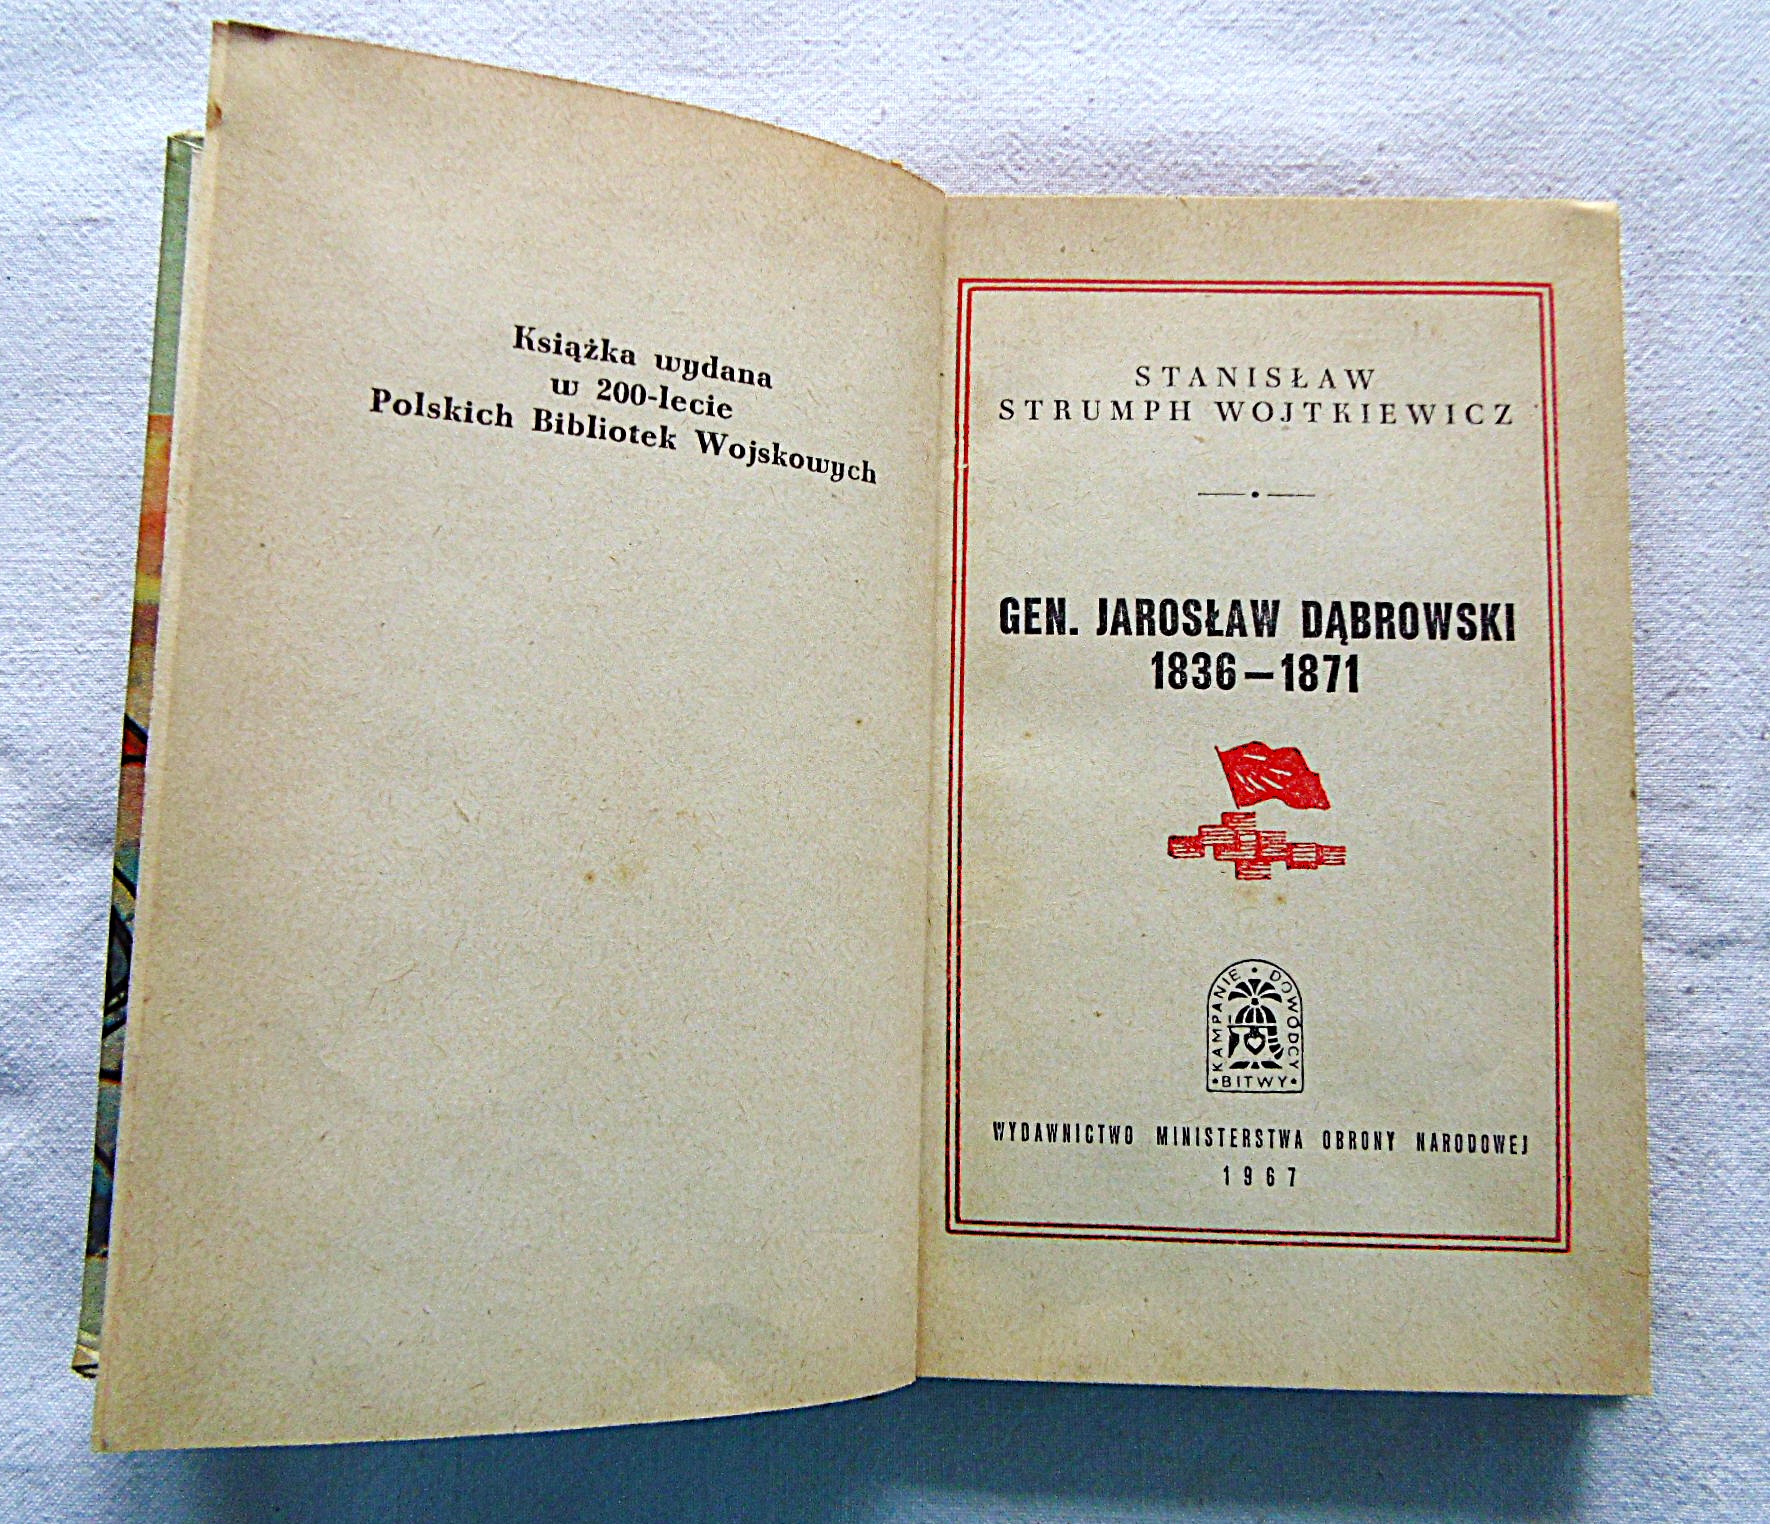 Książka wydana
w 200-lecie
Polskich Bibliotek Wojskowych
STANISŁAW
STRUMPH WOJTKIEWICZ
GEN. JAROSŁAW DĄBROWSKI
1836—1871
KAMPANIE • DOWÓDCY
• BITWY •
WYDAWNICTWO MINISTERSTWA OBRONY NARODOWEJ
1967